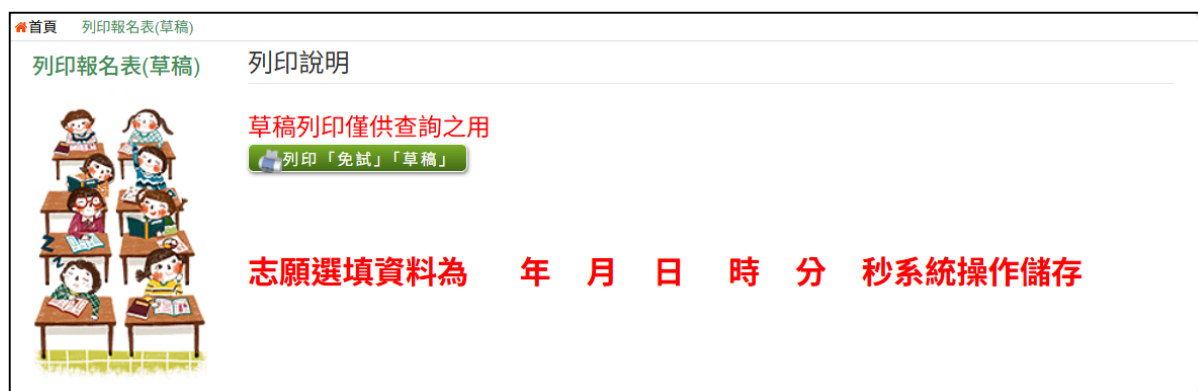 首頁 列印報名表(草稿)
列印報名表(草稿)
列印說明
草稿列印僅供查詢之用
列印「免試」「草稿」
志願選填資料為 年 月 日 時 分 秒系統操作儲存